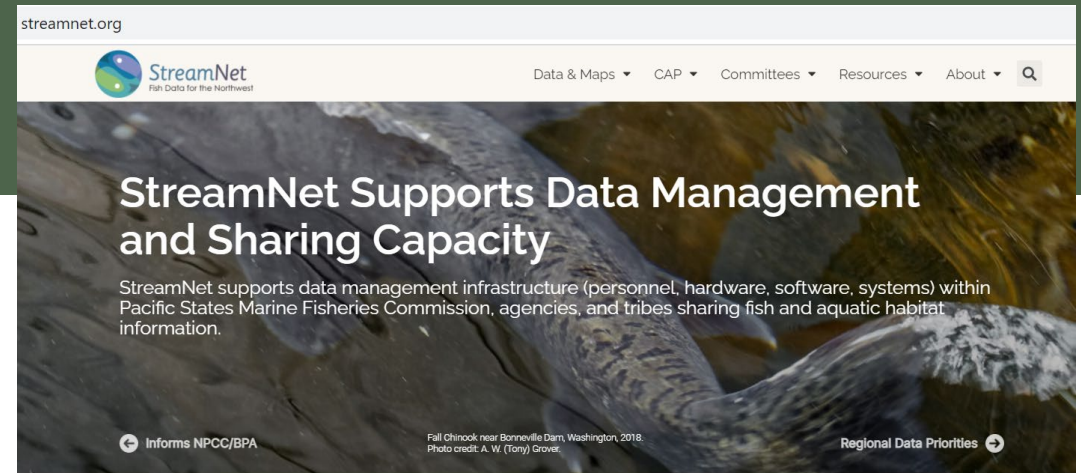 streamnet.org
StreamNet
Fish Data for the Northwest
Data & Maps CAP Committees Resources About
StreamNet Supports Data Management
and Sharing Capacity
StreamNet supports data management infrastructure (personnel, hardware, software, systems) within
Pacific States Marine Fisheries Commission, agencies, and tribes sharing fish and aquatic habitat
information.
Informs NPCC/BPA
Fall Chinook near Bonneville Dam, Washington, 2018.
Photo credit: A. W. (Tony) Grover.
Regional Data Priorities